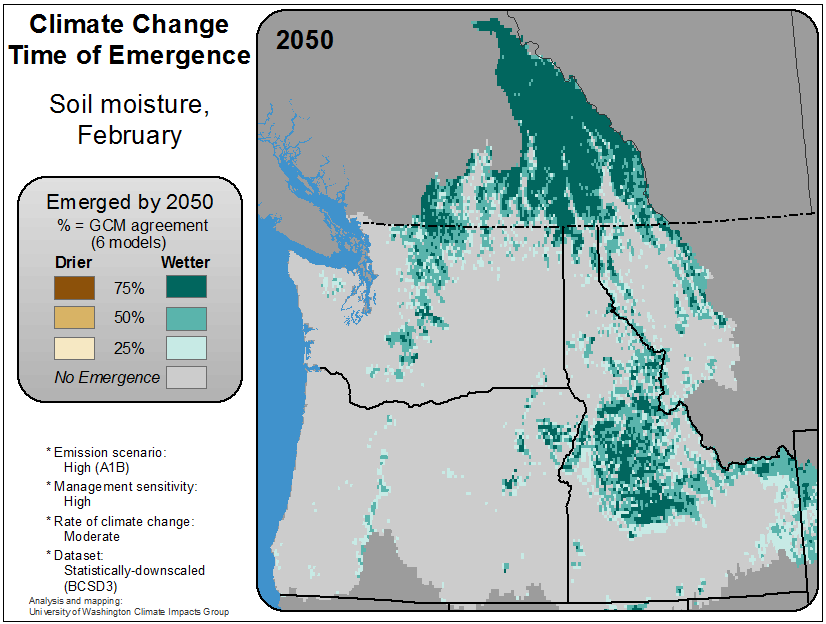 Climate Change
Time of Emergence
Soil moisture,
February
2050
Emerged by 2050
% = GCM agreement
(6 models)
Drier Wetter
75%
50%
25%
No Emergence
* Emission scenario:
High (A1B)
* Management sensitivity:
High
* Rate of climate change:
Moderate
* Dataset:
Statistically-downscaled
(BCSD3)
Analysis and mapping:
University of Washington Climate Impacts Group